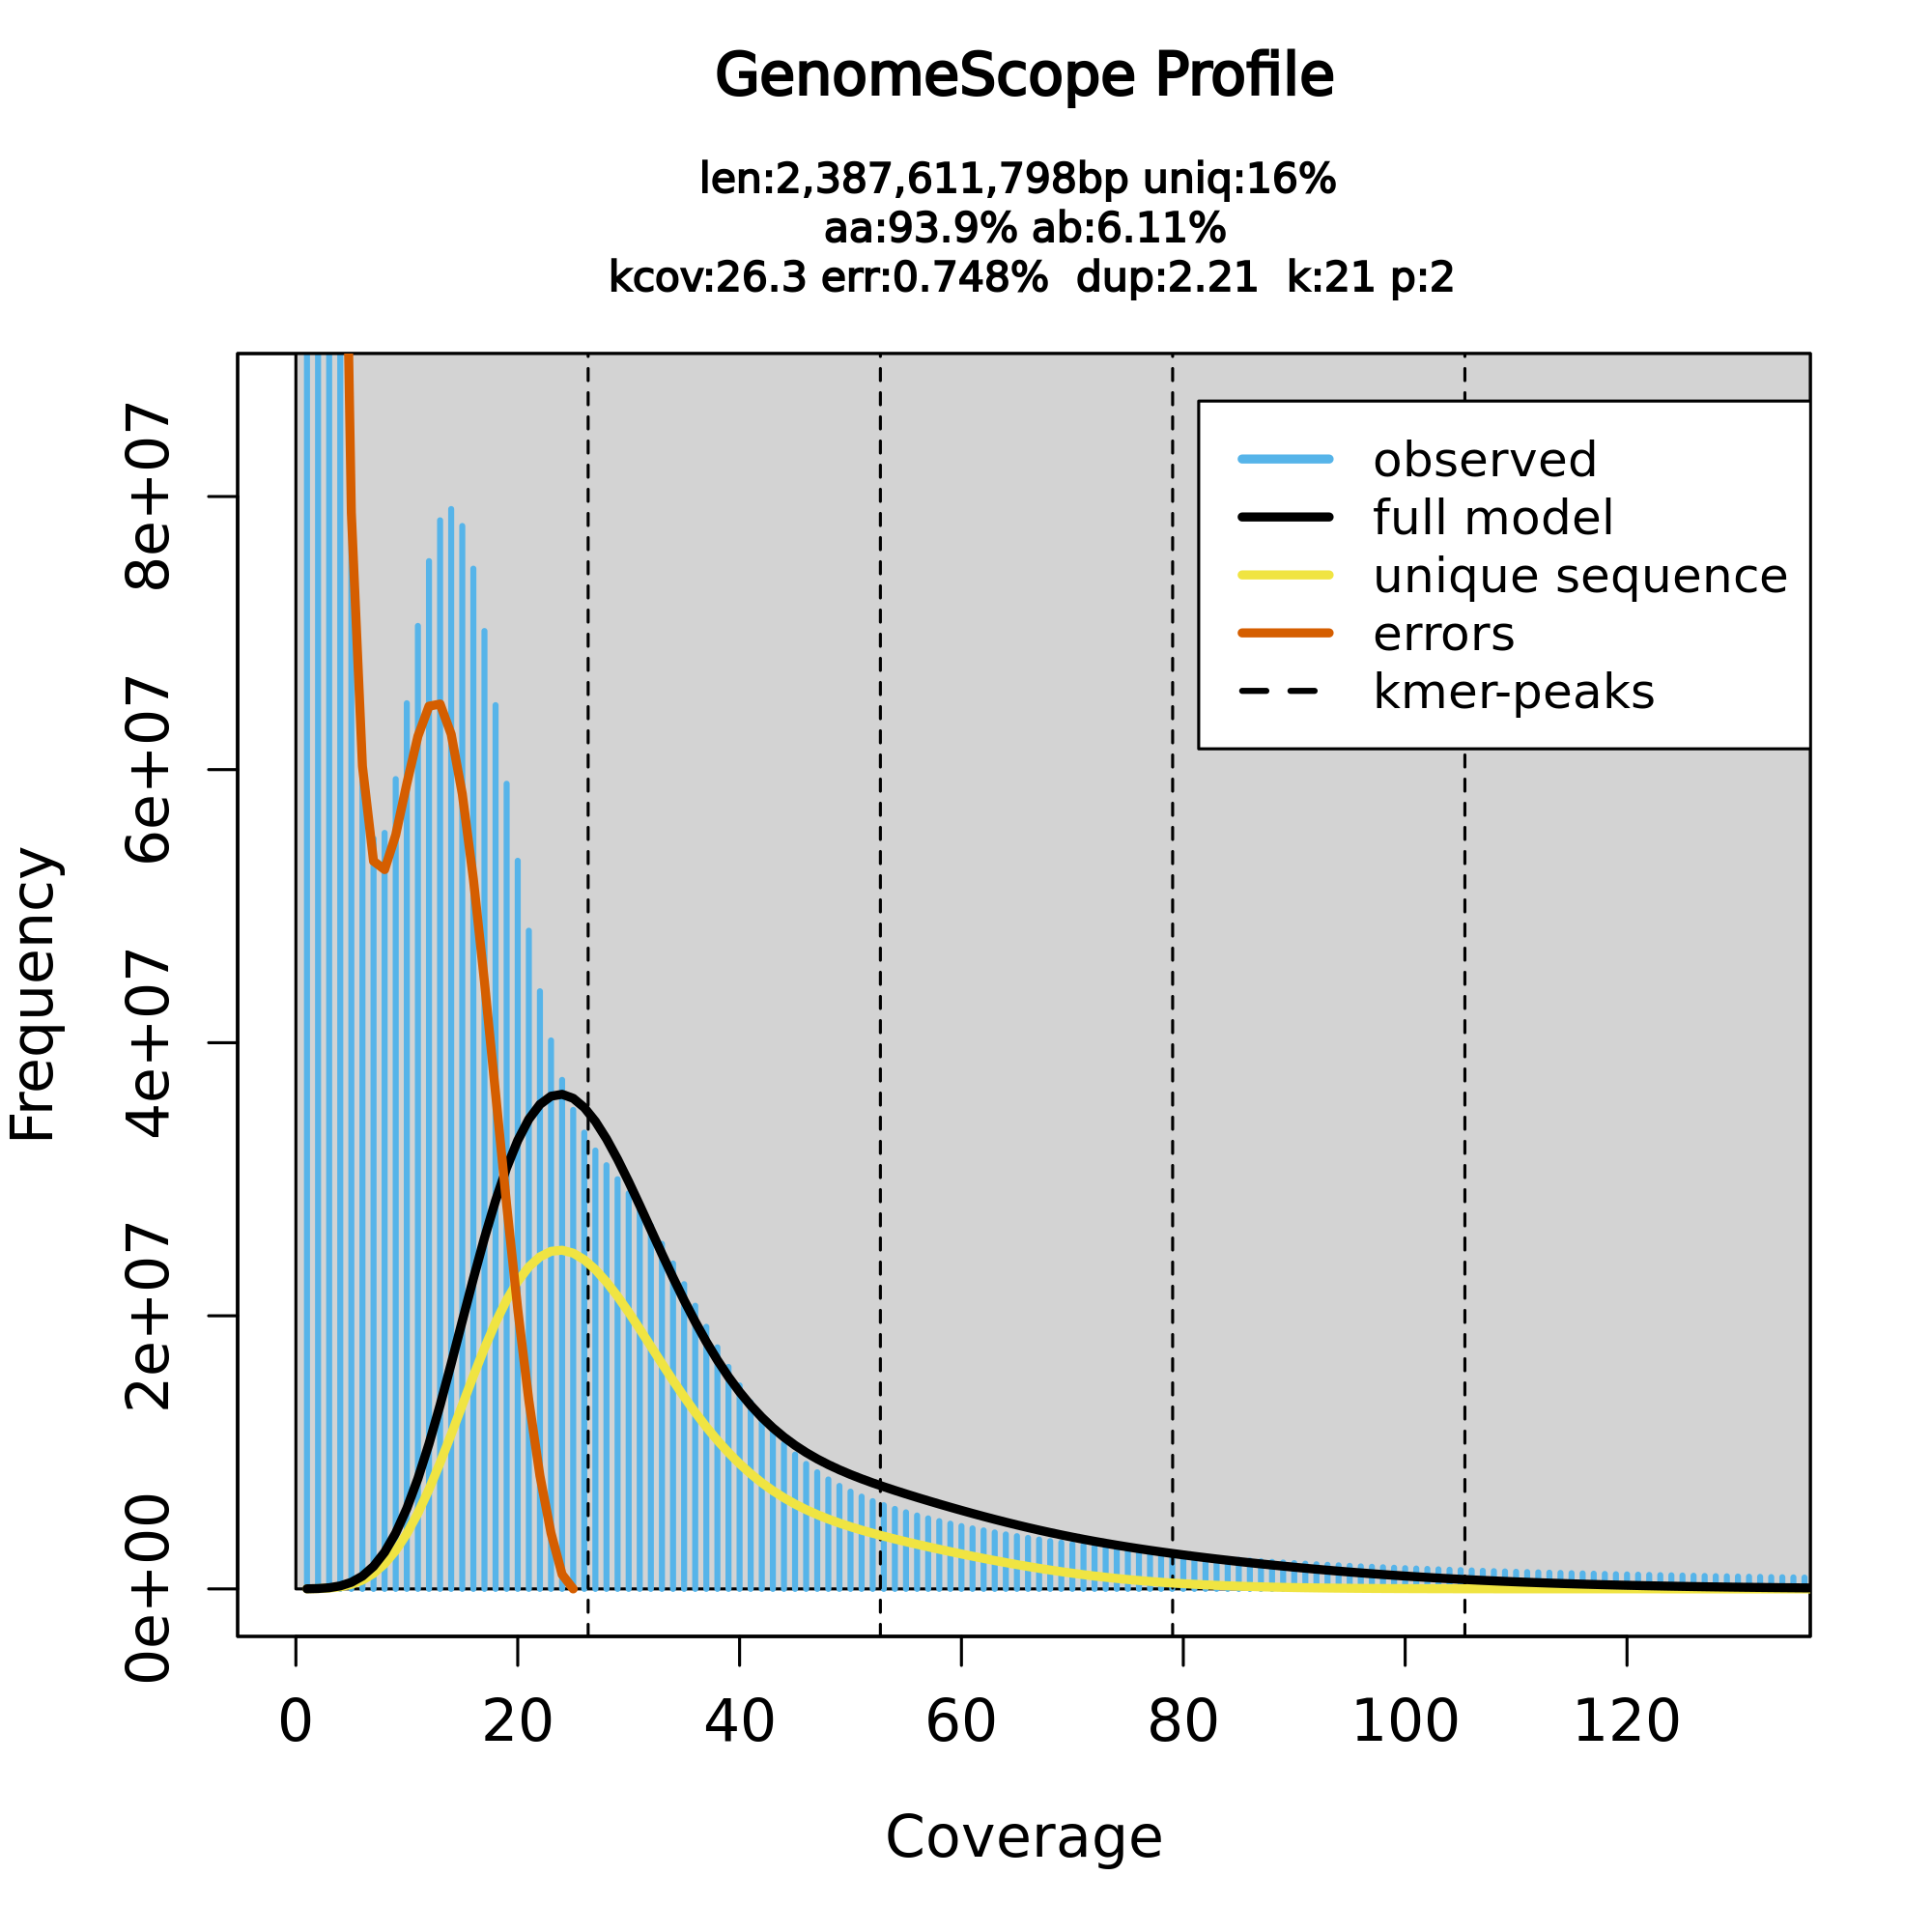 GenomeScope Profile
len:2,387,611,798bp uniq:16%
aa:93.9% ab:6.11%
kcov:26.3 err:0.748%  dup:2.21  k:21 p:2
observed
full model
unique sequence
errors
kmer-peaks
Frequency
8e+07
6e+07
4e+07
2e+07
0e+00
0 20 40 60 80 100 120
Coverage